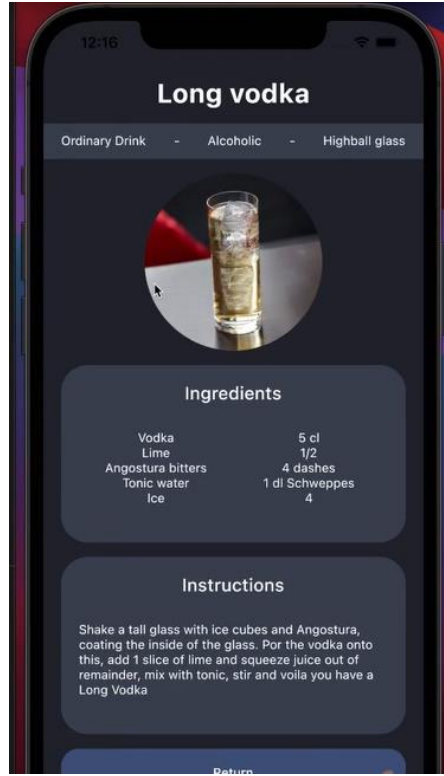 12:16
Long vodka
Ordinary Drink - Alcoholic - Highball glass
Ingredients
Vodka 5 cl
Lime 1/2
Angostura bitters 4 dashes
Tonic water 1 dl Schweppes
Ice 4
Instructions
Shake a tall glass with ice cubes and Angostura,
coating the inside of the glass. Por the vodka onto
this, add 1 slice of lime and squeeze juice out of
remainder, mix with tonic, stir and voila you have a
Long Vodka
Return